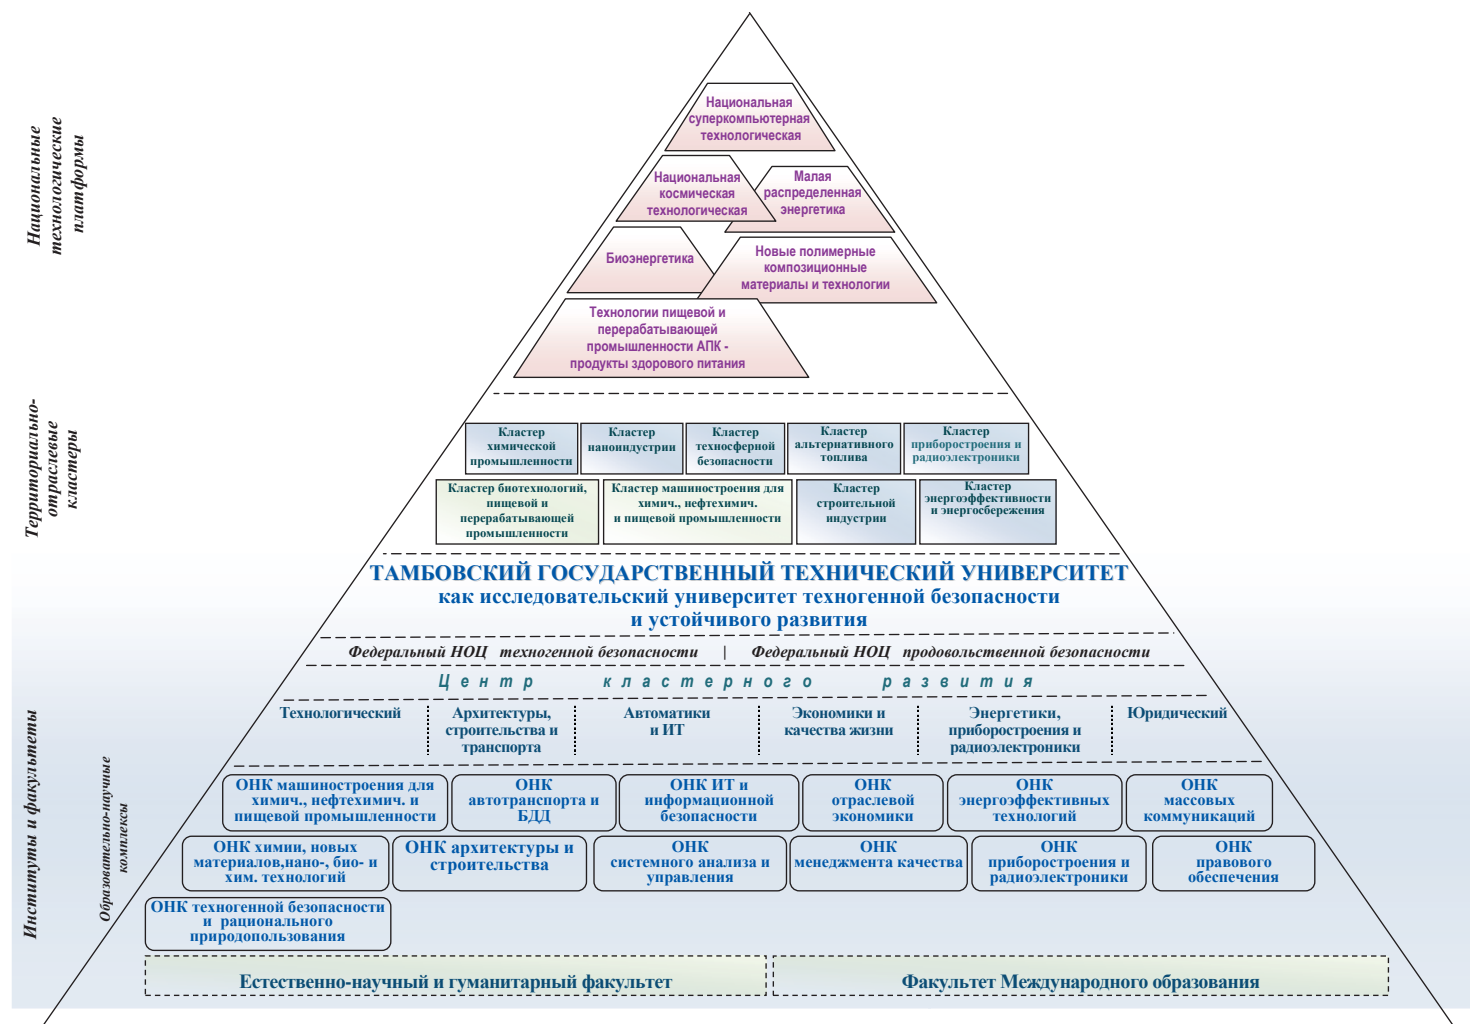 Национальные
технологические
платформы
Национальная
суперкомпьютерная
технологическая
Национальная
космическая
технологическая
Малая
распределенная
энергетика
Биоэнергетика
Новые полимерные
композиционные
материалы и технологии
Технологии пищевой и
перерабатывающей
промышленности АПК -
продукты здорового питания
Территориально-
отраслевые
кластеры
Кластер
химической
промышленности
Кластер
наноиндустрии
Кластер
техносферной
безопасности
Кластер
альтернативного
топлива
Кластер
приборостроения и
радиоэлектроники
Кластер биотехнологий,
пищевой и
перерабатывающей
промышленности
Кластер машиностроения для
химич., нефтехимич.
и пищевой промышленности
Кластер
строительной
индустрии
Кластер
энергоэффективности
и энергосбережения
ТАМБОВСКИЙ ГОСУДАРСТВЕННЫЙ ТЕХНИЧЕСКИЙ УНИВЕРСИТЕТ
как исследовательский университет техногенной безопасности
и устойчивого развития
Федеральный НОЦ техногенной безопасности | Федеральный НОЦ продовольственной безопасности
Центр кластерного развития
Институты и факультеты
Технологический
Архитектуры,
строительства и
транспорта
Автоматики
и ИТ
Экономики и
качества жизни
Энергетики,
приборостроения и
радиоэлектроники
Юридический
Образовательно-научные
комплексы
ОНК машиностроения для
химич., нефтехимич. и
пищевой промышленности
ОНК
автотранспорта и
БДД
ОНК ИТ и
информационной
безопасности
ОНК
отраслевой
экономики
ОНК
энергоэффективных
технологий
ОНК
массовых
коммуникаций
ОНК химии, новых
материалов,нано-, био- и
хим. технологий
ОНК архитектуры и
строительства
ОНК
системного анализа и
управления
ОНК
менеджмента качества
ОНК
приборостроения и
радиоэлектроники
ОНК
правового
обеспечения
ОНК техногенной безопасности
и рационального
природопользования
Естественно-научный и гуманитарный факультет
Факультет Международного образования